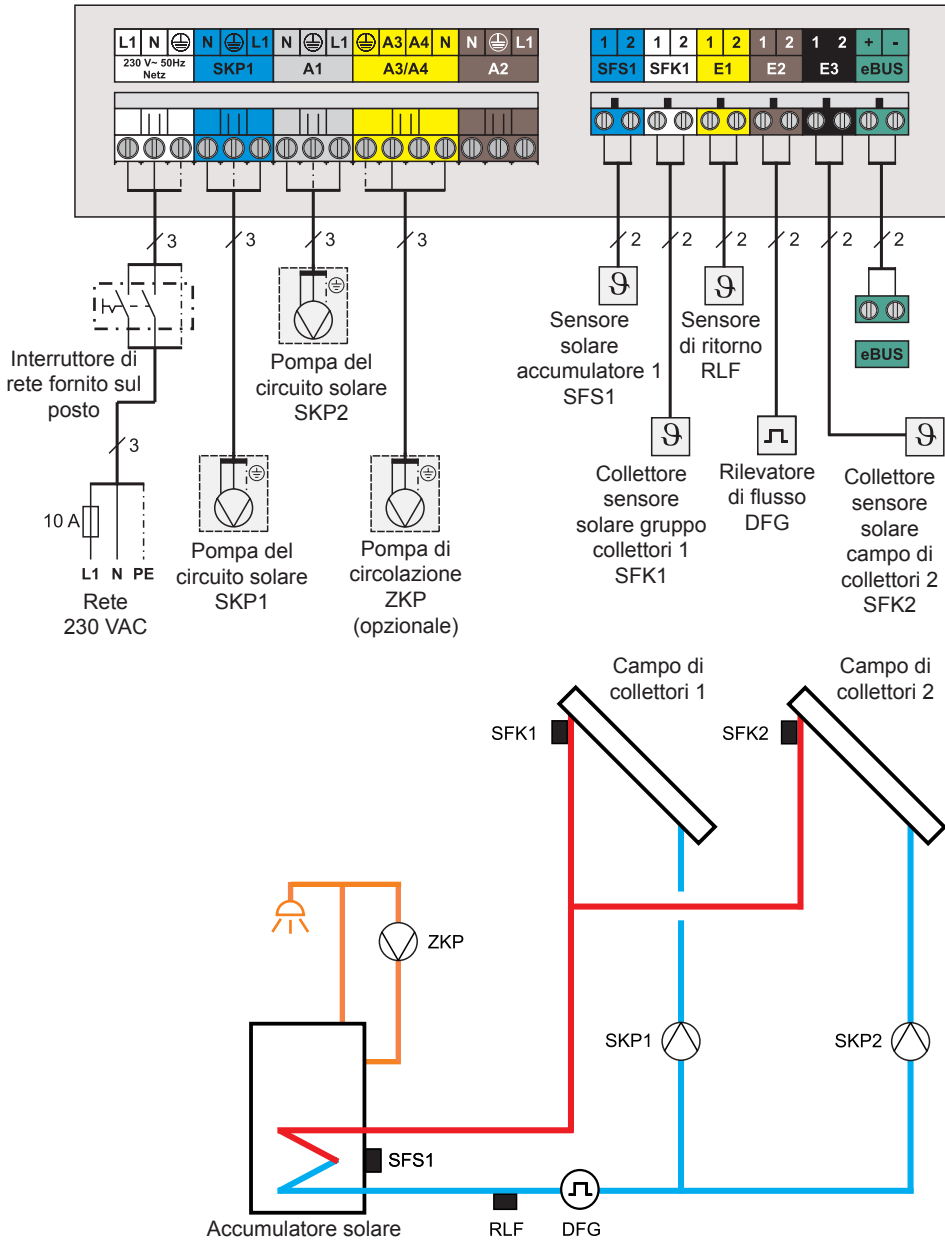 L1 N N L1 N L1 A3 A4 N N L1
230 V~ 50Hz
Netz
SKP1 A1 A3/A4 A2
1 2 1 2 1 2 1 2 1 2 + -
SFS1 SFK1 E1 E2 E3 eBUS
3 3 3 3 2 2 2 2 2 2
Interruttore di
rete fornito sul
posto
3
10 A
L1 N PE
Rete
230 VAC
Pompa del
circuito solare
SKP1
Pompa del
circuito solare
SKP2
Pompa di
circolazione
ZKP
(opzionale)
ϑ
Sensore
solare
accumulatore 1
SFS1
ϑ
Collettore
sensore
solare gruppo
collettori 1
SFK1
ϑ
Sensore
di ritorno
RLF
Rilevatore
di flusso
DFG
eBUS
ϑ
Collettore
sensore
solare
campo di
collettori 2
SFK2
Campo di
collettori 1
Campo di
collettori 2
SFK1
SFK2
ZKP
SKP1
SKP2
SFS1
Accumulatore solare
RLF
DFG